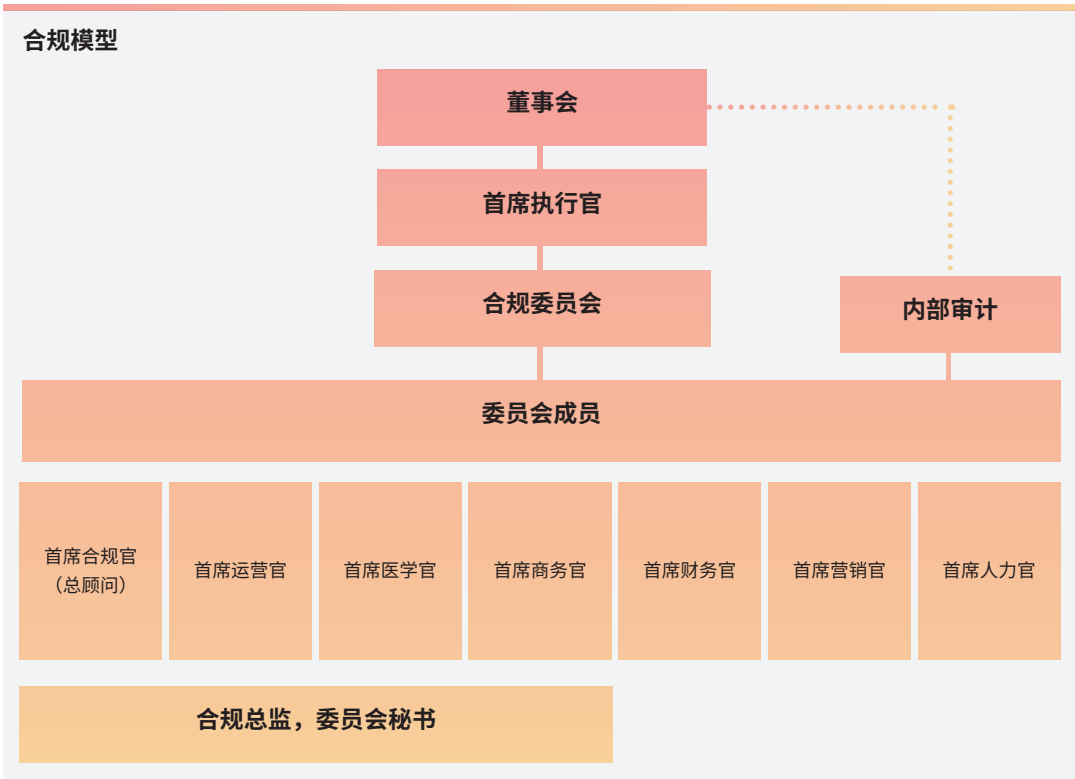 合规模型
董事会
首席执行官
合规委员会
内部审计
委员会成员
首席合规官
（总顾问）
首席运营官
首席医学官
首席商务官
首席财务官
首席营销官
首席人力官
合规总监，委员会秘书